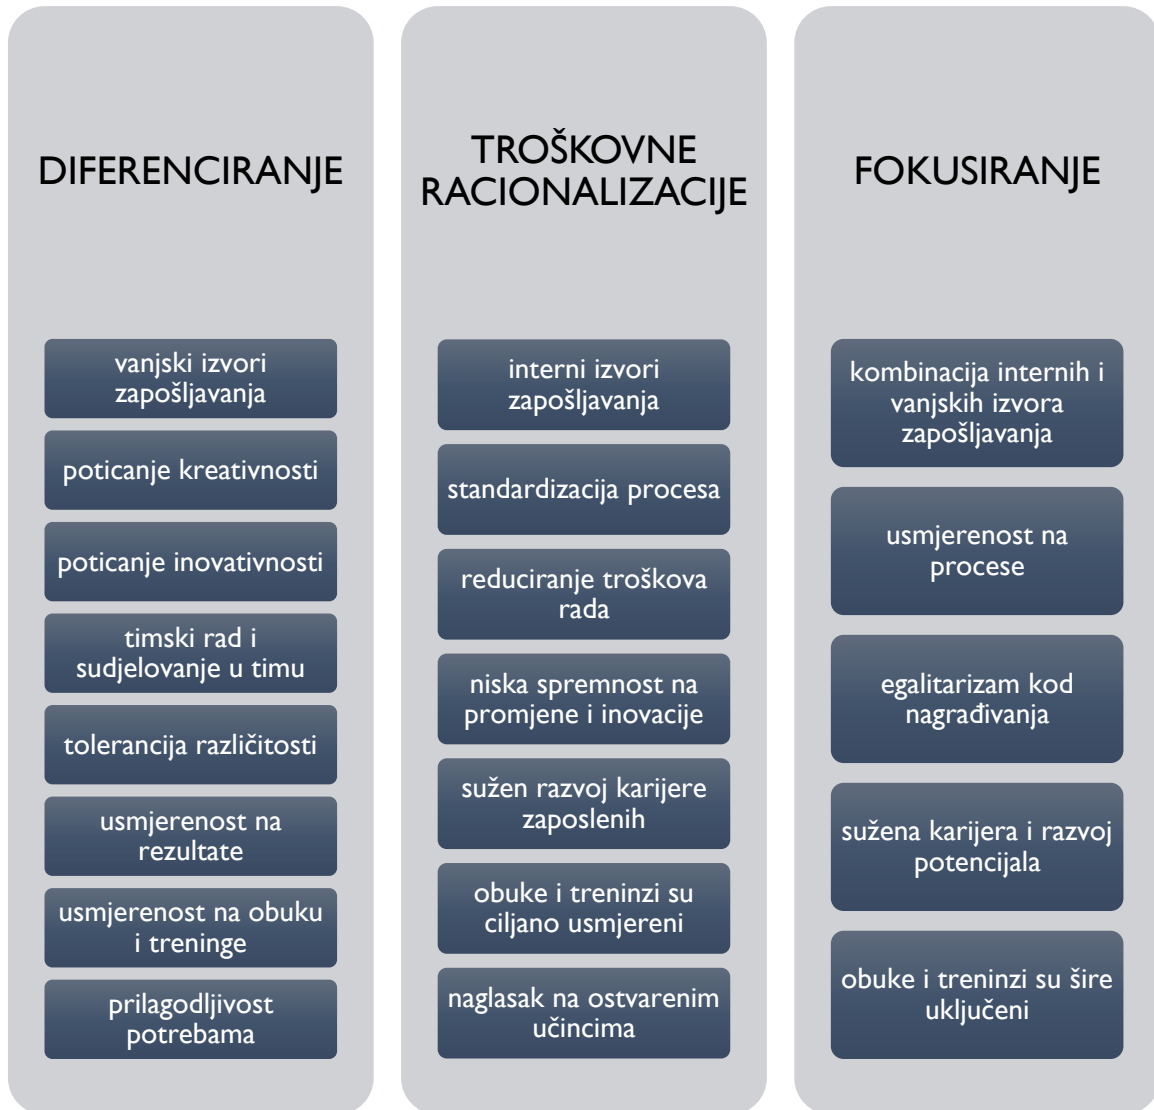 DIFERENCIRANJE
vanjski izvori
zapošljavanja
poticanje kreativnosti
poticanje inovativnosti
timski rad i
sudjelovanje u timu
tolerancija različitosti
usmjerenost na
rezultate
usmjerenost na obuku
i treninge
prilagodljivost
potrebama
TROŠKOVNE
RACIONALIZACIJE
interni izvori
zapošljavanja
standardizacija procesa
reduciranje troškova
rada
niska spremnost na
promjene i inovacije
sužen razvoj karijere
zaposlenih
obuke i treninzi su
ciljano usmjereni
naglasak na ostvarenim
učincima
FOKUSIRANJE
kombinacija internih i
vanjskih izvora
zapošljavanja
usmjerenost na
procese
egalitarizam kod
nagrađivanja
sužena karijera i razvoj
potencijala
obuke i treninzi su šire
uključeni